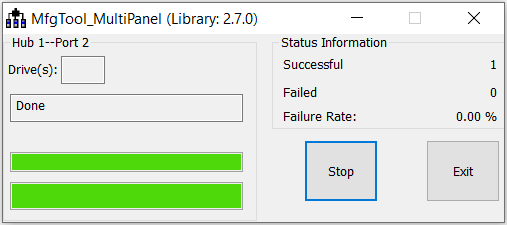 MfgTool_MultiPanel (Library: 2.7.0)
Hub 1--Port 2
Drive(s):
Done
Status Information
Successful 1
Failed 0
Failure Rate: 0.00 %
Stop
Exit